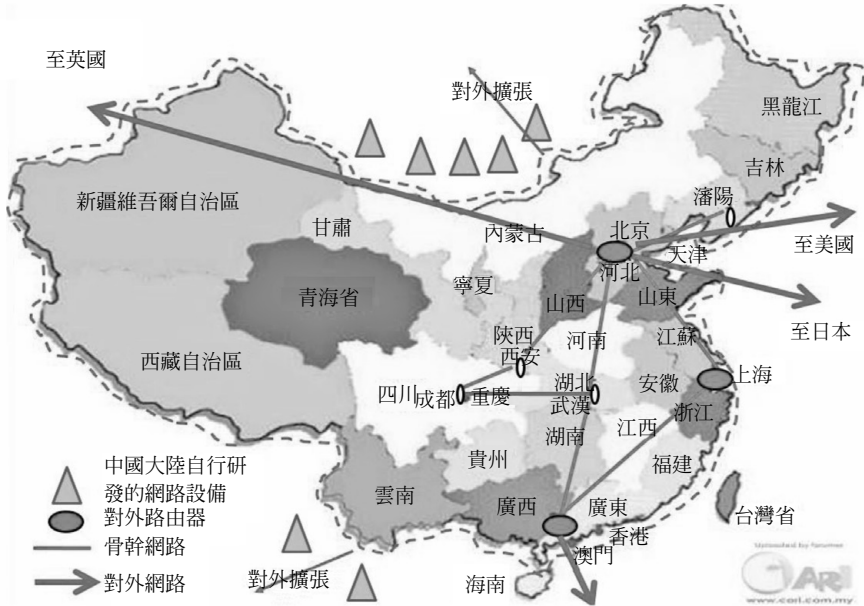 至英國
對外擴張
黑龍江
吉林
瀋陽
新疆維吾爾自治區
甘肅
內蒙古
北京
天津
至美國
河北
寧夏
青海省
山西
山東
至日本
陝西
西安
河南
江蘇
西藏自治區
四川
成都
重慶
湖北
武漢
安徽
上海
浙江
湖南
江西
貴州
福建
雲南
廣西
廣東
香港
澳門
台灣省
海南
中國大陸自行研
發的網路設備
對外路由器
骨幹網路
對外網路
對外擴張
CARI
www.cari.com.my